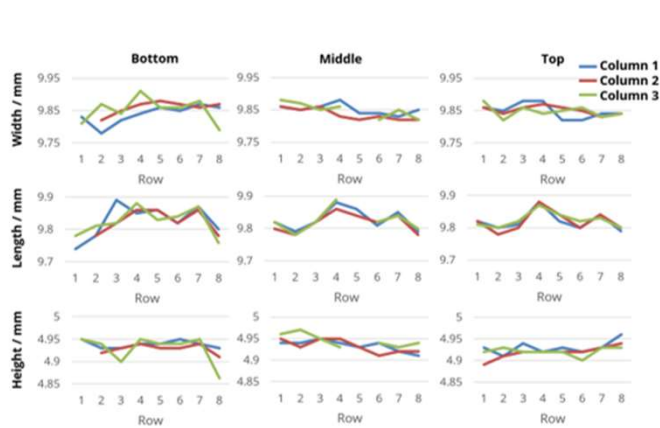 Bottom Middle Top
Column 1
Column 2
Column 3
Width / mm
9.95 9.95 9.95
9.85 9.85 9.85
9.75 9.75 9.75
1 2 3 4 5 6 7 8 1 2 3 4 5 6 7 8 1 2 3 4 5 6 7 8
Row Row Row
Length / mm
9.9 9.9 9.9
9.8 9.8 9.8
9.7 9.7 9.7
1 2 3 4 5 6 7 8 1 2 3 4 5 6 7 8 1 2 3 4 5 6 7 8
Row Row Row
Height / mm
5 5 5
4.95 4.95 4.95
4.9 4.9 4.9
4.85 4.85 4.85
1 2 3 4 5 6 7 8 1 2 3 4 5 6 7 8 1 2 3 4 5 6 7 8
Row Row Row